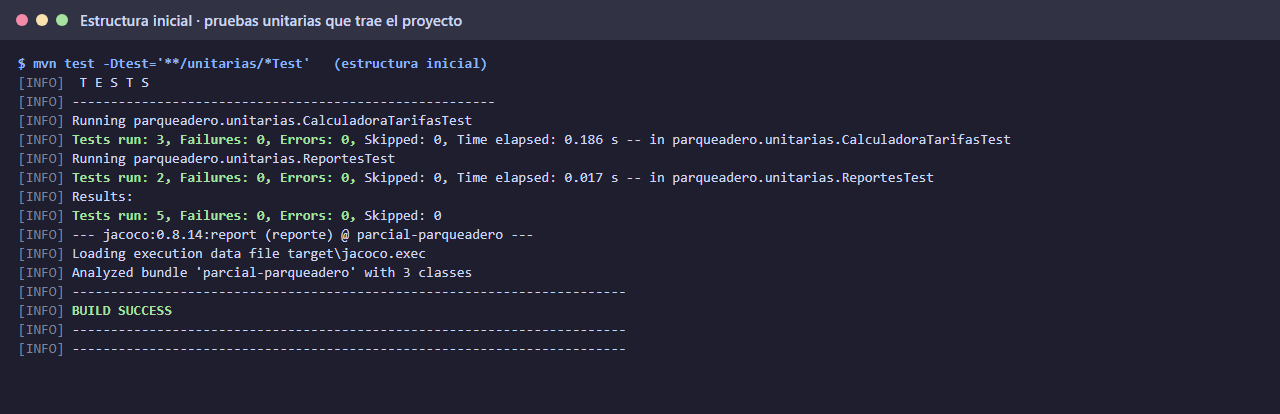 Estructura inicial · pruebas unitarias que trae el proyecto
$ mvn test -Dtest='**/unitarias/*Test'   (estructura inicial)
[INFO]  T E S T S
[INFO] -------------------------------------------------------
[INFO] Running parqueadero.unitarias.CalculadoraTarifasTest
[INFO] Tests run: 3, Failures: 0, Errors: 0, Skipped: 0, Time elapsed: 0.186 s -- in parqueadero.unitarias.CalculadoraTarifasTest
[INFO] Running parqueadero.unitarias.ReportesTest
[INFO] Tests run: 2, Failures: 0, Errors: 0, Skipped: 0, Time elapsed: 0.017 s -- in parqueadero.unitarias.ReportesTest
[INFO] Results:
[INFO] Tests run: 5, Failures: 0, Errors: 0, Skipped: 0
[INFO] --- jacoco:0.8.14:report (reporte) @ parcial-parqueadero ---
[INFO] Loading execution data file target\jacoco.exec
[INFO] Analyzed bundle 'parcial-parqueadero' with 3 classes
[INFO] ------------------------------------------------------------------------
[INFO] BUILD SUCCESS
[INFO] ------------------------------------------------------------------------
[INFO] ------------------------------------------------------------------------